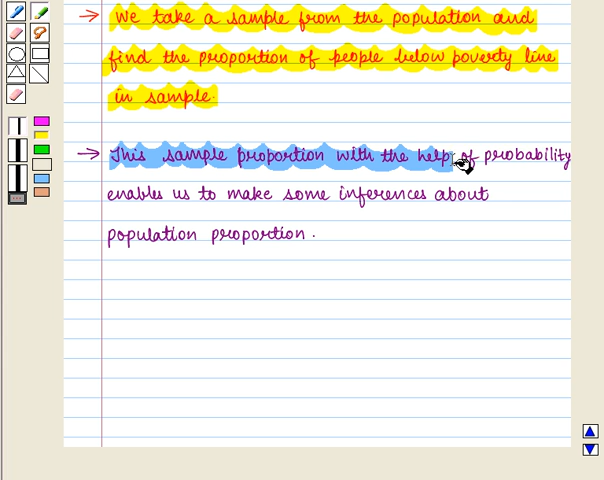 → We take a sample from the population and
find the proportion of people below poverty line
in sample.
→ This sample proportion with the help of probability
enables us to make some inferences about
population proportion.